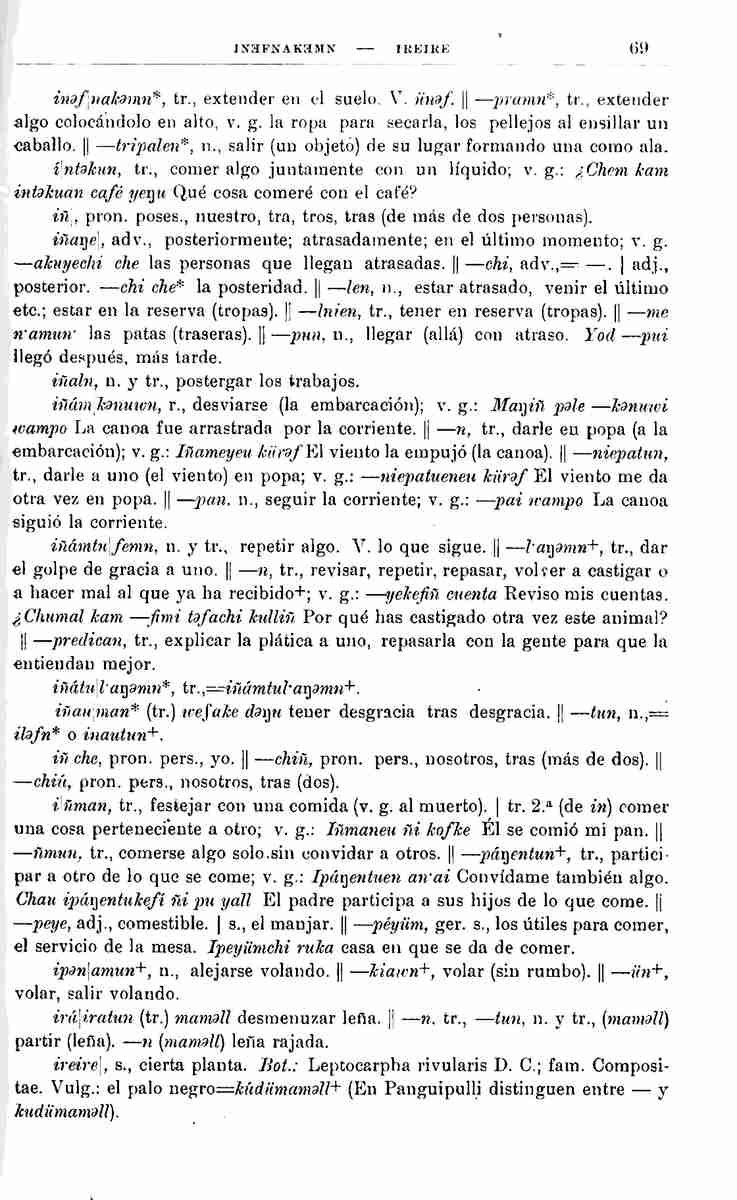 INƏFNAKƏMN — IREIRE 69
inəf|nakəmn*, tr., extender en el suelo. V. ünəf. || —pramn*, tr., extender
algo colocándolo en alto, v. g. la ropa para secarla, los pellejos al ensillar un
caballo. || —tripalen*, n., salir (un objeto) de su lugar formando una como ala.
i|ntəkun, tr., comer algo juntamente con un líquido; v. g.: ¿Chem kam
intəkuan café yeŋu Qué cosa comeré con el café?
iñ|, pron. poses., nuestro, tra, tros, tras (de más de dos personas).
iñaŋe|, adv., posteriormente; atrasadamente; en el último momento; v. g.
—akuyechi che las personas que llegan atrasadas. || —chi, adv.,= —. | adj.,
posterior. —chi che* la posteridad. || —len, n., estar atrasado, venir el último
etc.; estar en la reserva (tropas). || —lnien, tr., tener en reserva (tropas). || —me
n·amun· las patas (traseras). || —pun, n., llegar (allá) con atraso. Yod —pui
llegó después, más tarde.
iñaln, n. y tr., postergar los trabajos.
iñám|kənuwn, r., desviarse (la embarcación); v. g.: Maŋiñ pəle —kənuwi
wampo La canoa fue arrastrada por la corriente. || —n, tr., darle en popa (a la
embarcación); v. g.: Iñameyeu kürəf El viento la empujó (la canoa). || —niepatun,
tr., darle a uno (el viento) en popa; v. g.: —niepatueneu kürəf El viento me da
otra vez en popa. || —pan. n., seguir la corriente; v. g.: —pai wampo La canoa
siguió la corriente.
iñámtu|femn, n. y tr., repetir algo. V. lo que sigue. || —l·aŋəmn+, tr., dar
el golpe de gracia a uno. || —n, tr., revisar, repetir, repasar, volver a castigar o
a hacer mal al que ya ha recibido+; v. g.: —yekefiñ cuenta Reviso mis cuentas.
¿Chumal kam —fimi təfachi kulliñ Por qué has castigado otra vez este animal?
|| —predican, tr., explicar la plática a uno, repasarla con la gente para que la
entiendan mejor.
iñátu|l·aŋəmn*, tr.,=iñámtul·aŋəmn+.
iñau|man* (tr.) wesake dəŋu tener desgracia tras desgracia. || —tun, n.,=
iləfn* o inautun+.
iñ che, pron. pers., yo. || —chiñ, pron. pers., nosotros, tras (más de dos). ||
—chiú, pron. pers., nosotros, tras (dos).
i|ñman, tr., festejar con una comida (v. g. al muerto). | tr. 2.ª (de in) comer
una cosa perteneciente a otro; v. g.: Iñmaneu ñi kofke Él se comió mi pan. ||
—ñmun, tr., comerse algo solo.sin convidar a otros. || —páŋentun+, tr., partici-
par a otro de lo que se come; v. g.: Ipáŋentuen an·ai Convídame también algo.
Chau ipáŋentukefi ñi pu yall El padre participa a sus hijos de lo que come. ||
—peye, adj., comestible. | s., el manjar. || —péyüm, ger. s., los útiles para comer,
el servicio de la mesa. Ipeyümchi ruka casa en que se da de comer.
ipən|amun+, n., alejarse volando. || —kiawn+, volar (sin rumbo). || —ün+,
volar, salir volando.
irá|iratun (tr.) maməll desmenuzar leña. || —n. tr., —tun, n. y tr., (maməll)
partir (leña). —n (maməll) leña rajada.
ireire|, s., cierta planta. Bot.: Leptocarpha rivularis D. C.; fam. Composi-
tae. Vulg.: el palo negro=kúdümaməll+ (En Panguipulli distinguen entre — y
kudümaməll).